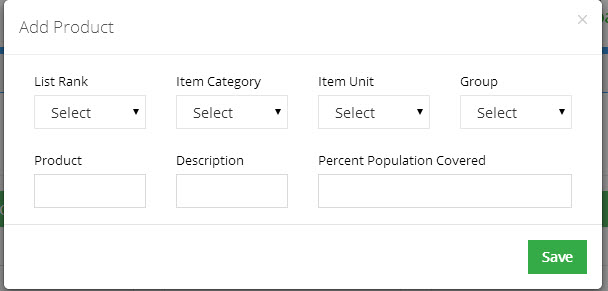 Add Product ×
List Rank Item Category Item Unit Group
Select Select Select Select
Product Description Percent Population Covered
Save